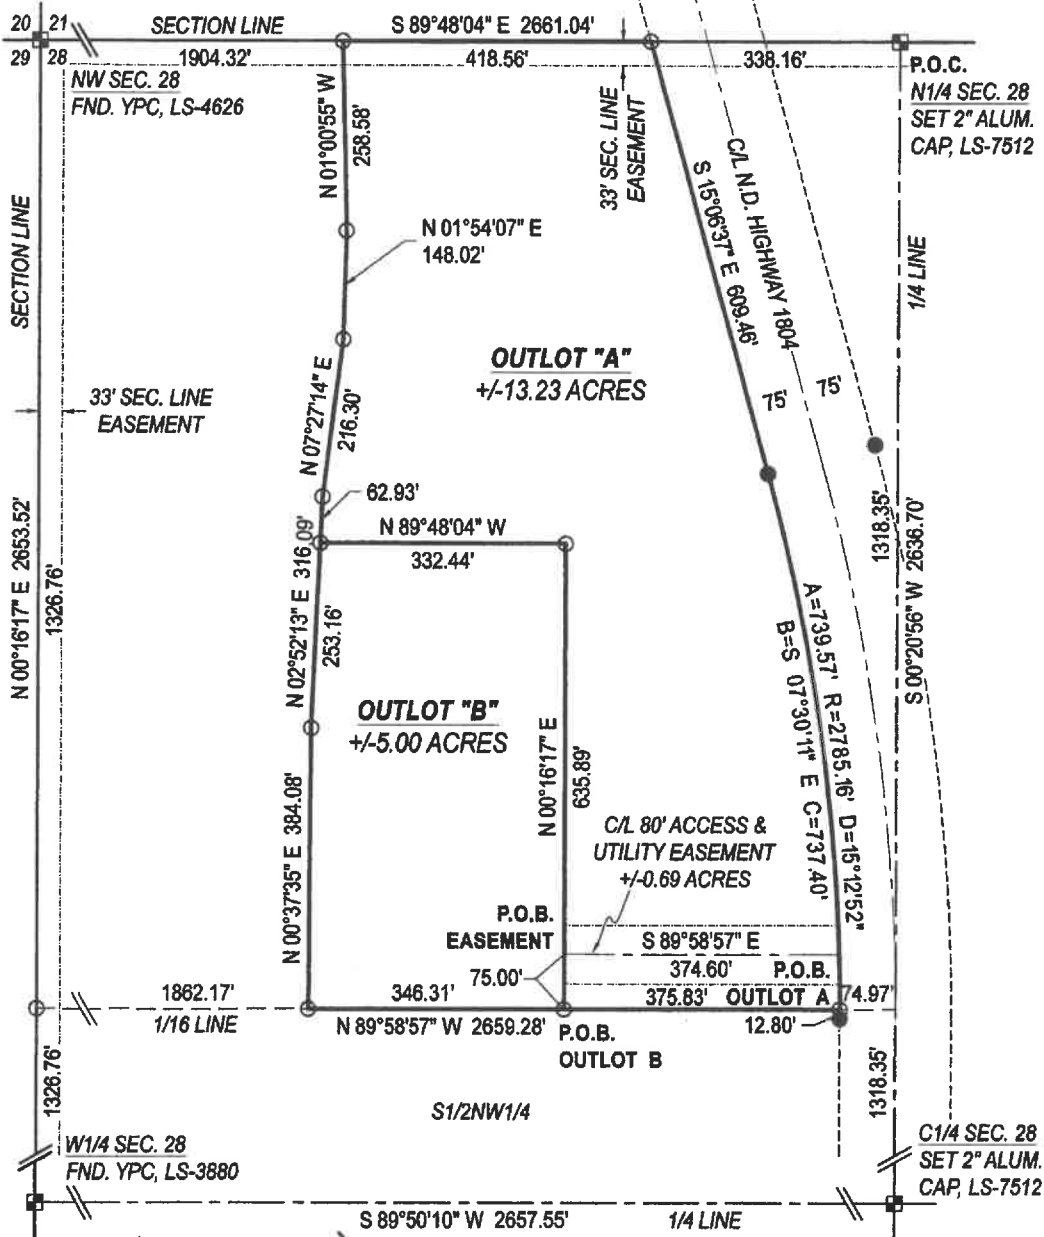 20 21
SECTION LINE
S 89°48'04" E 2661.04'
29 28
1904.32'
418.56'
338.16'
P.O.C.
NW SEC. 28
FND. YPC, LS-4626
N1/4 SEC. 28
SET 2" ALUM.
CAP, LS-7512
N 01°00'55" W
258.58'
33' SEC. LINE
EASEMENT
C/L N.D. HIGHWAY 1804
S 15°06'37" E 609.46'
SECTION LINE
1/4 LINE
N 01°54'07" E
148.02'
OUTLOT "A"
+/-13.23 ACRES
75'
75'
33' SEC. LINE
EASEMENT
N 07°27'14" E
216.30'
62.93'
N 89°48'04" W
332.44'
N 00°16'17" E 2653.52'
1326.76'
1318.35'
S 00°20'56" W 2636.70'
N 02°52'13" E 316.09'
253.16'
A=739.57' R=2785.16' D=15°12'52"
B=S 07°30'11" E C=737.40'
OUTLOT "B"
+/-5.00 ACRES
N 00°16'17" E
635.89'
N 00°37'35" E 384.08'
C/L 80' ACCESS &
UTILITY EASEMENT
+/-0.69 ACRES
P.O.B.
EASEMENT
S 89°58'57" E
374.60'
P.O.B.
OUTLOT A
75.00'
1862.17'
346.31'
375.83'
74.97'
1/16 LINE
N 89°58'57" W 2659.28'
12.80'
P.O.B.
OUTLOT B
1326.76'
1318.35'
S1/2NW1/4
W1/4 SEC. 28
FND. YPC, LS-3880
C1/4 SEC. 28
SET 2" ALUM.
CAP, LS-7512
S 89°50'10" W 2657.55'
1/4 LINE